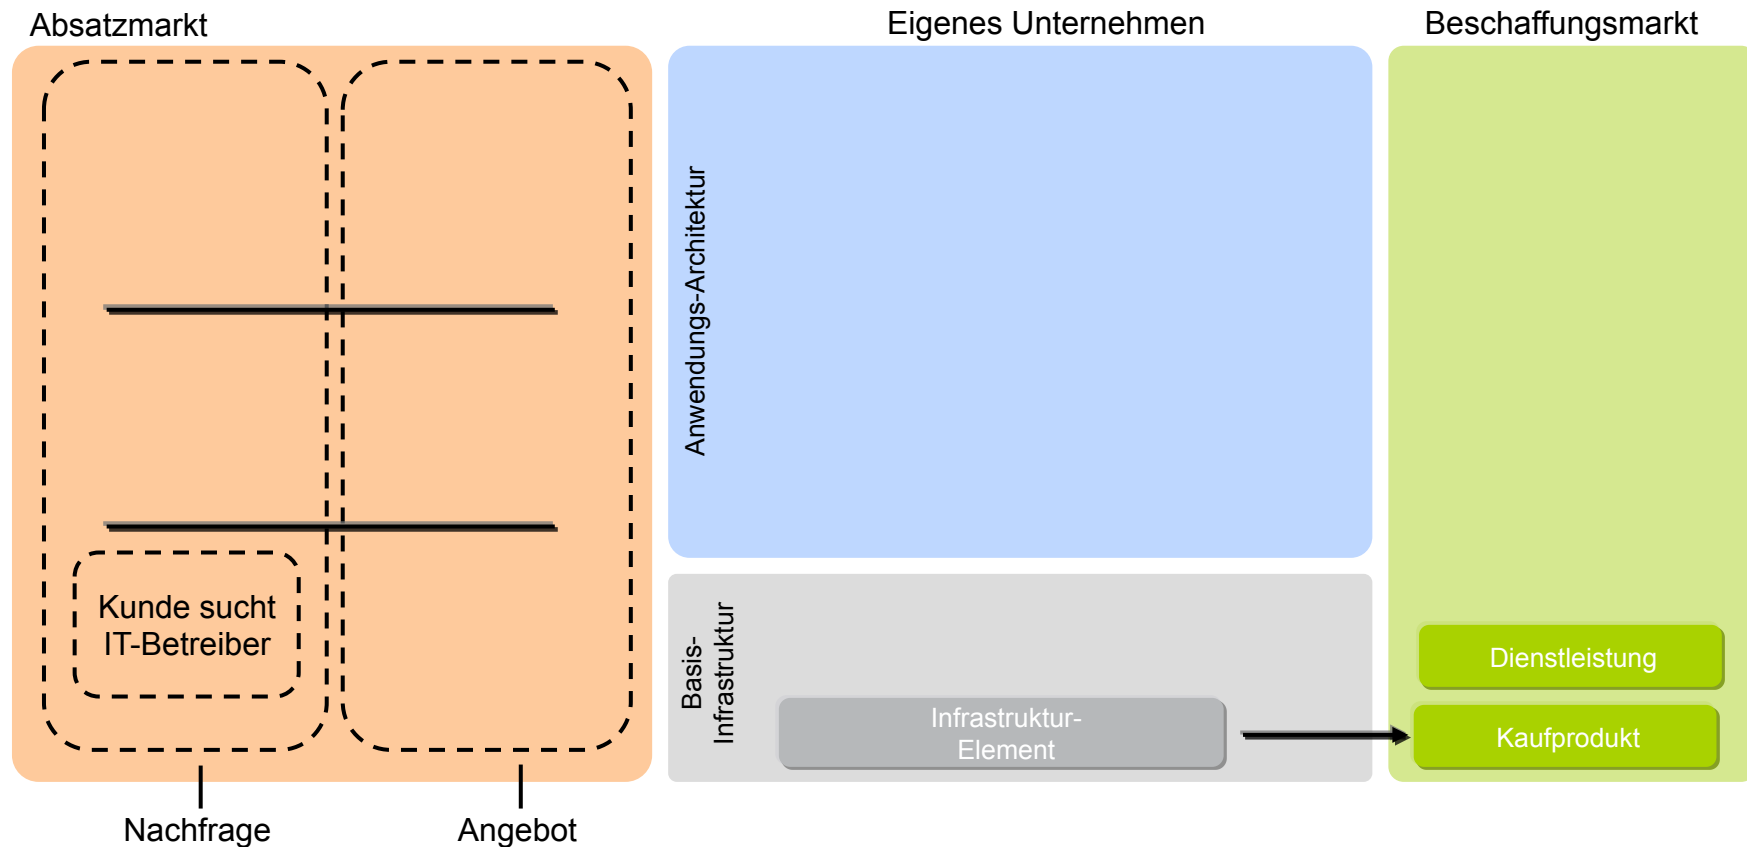 Absatzmarkt
Eigenes Unternehmen
Beschaffungsmarkt
Anwendungs-Architektur
Kunde sucht
IT-Betreiber
Basis-
Infrastruktur
Infrastruktur-
Element
Dienstleistung
Kaufprodukt
Nachfrage
Angebot